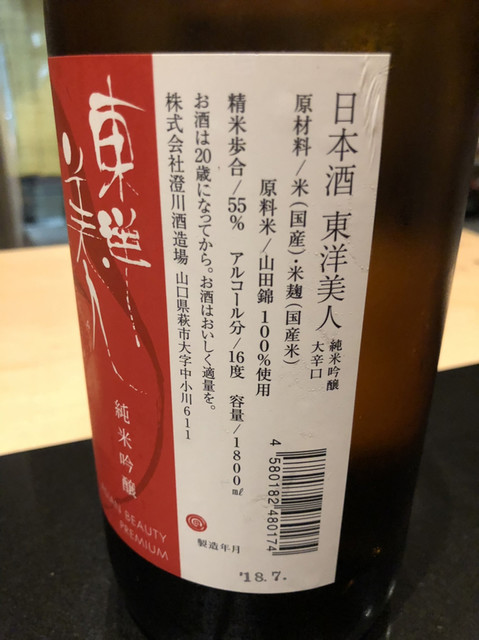 日本酒 東洋美人 純米吟醸
大辛口
原材料/米(国産)・米麹(国産米)
原料米/山田錦100%使用
精米歩合/55% アルコール分/16度 容量/1800㎖
お酒は20歳になってから。お酒はおいしく適量を。
株式会社澄川酒造場 山口県萩市大字中小川611
4 580182 480174
製造年月
'18.7.
東洋美人
純米吟醸
BEAUTY
PREMIUM